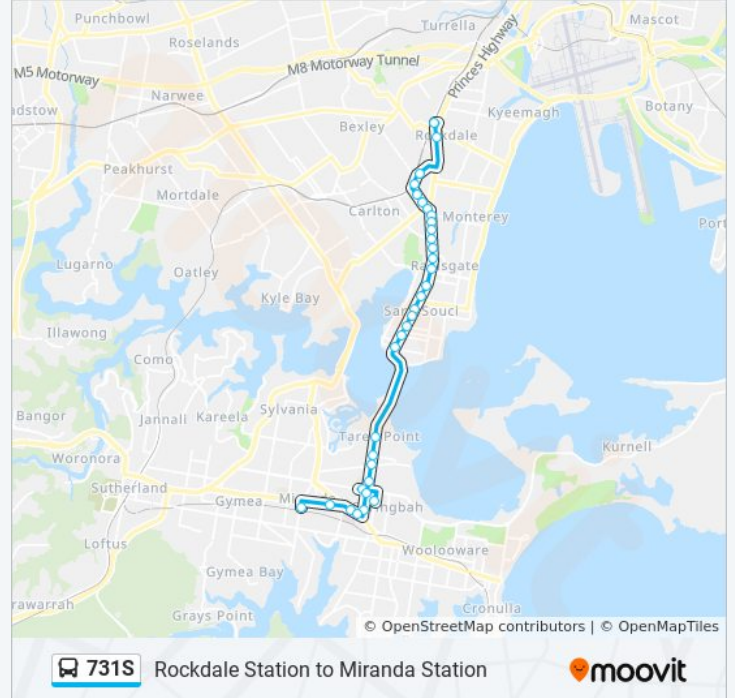 Punchbowl
Turrella
Mascot
Roselands
Princes Highway
M8 Motorway Tunnel
M5 Motorway
Narwee
Kyeemagh
Botany
dstow
Bexley
Rockdale
Peakhurst
Mortdale
Carlton
Monterey
Port
Lugarno
Oatley
Ramsgate
Kyle Bay
Sans Souci
Illawong
Como
Bangor
Jannali
Kareela
Sylvania
Taren Point
Kurnell
Woronora
Sutherland
Gymea
Miranda
ngbah
Loftus
Woolooware
Gymea Bay
rawarrah
Grays Point
Cronulla
© OpenStreetMap contributors | © OpenMapTiles
731S
Rockdale Station to Miranda Station
moovit